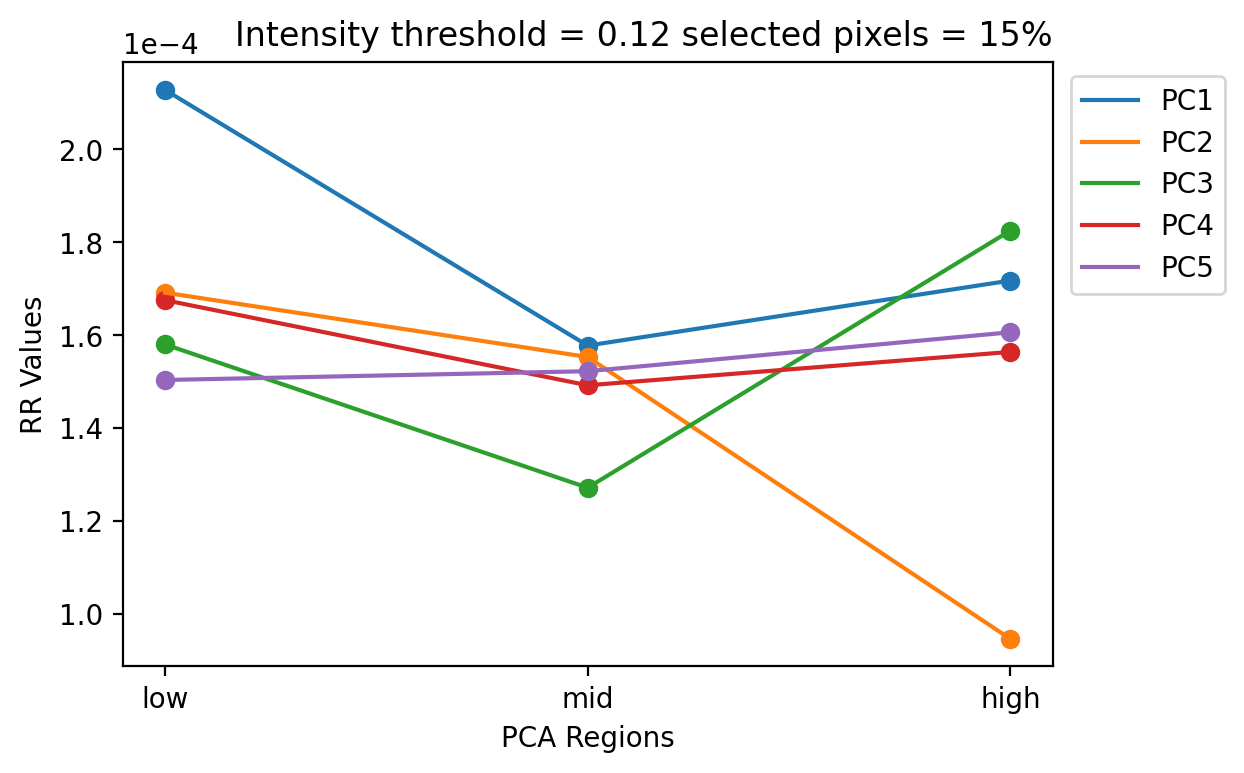 Intensity threshold = 0.12 selected pixels = 15%
1e−4
2.0
1.8
1.6
1.4
1.2
1.0
RR Values
low
mid
high
PCA Regions
PC1
PC2
PC3
PC4
PC5